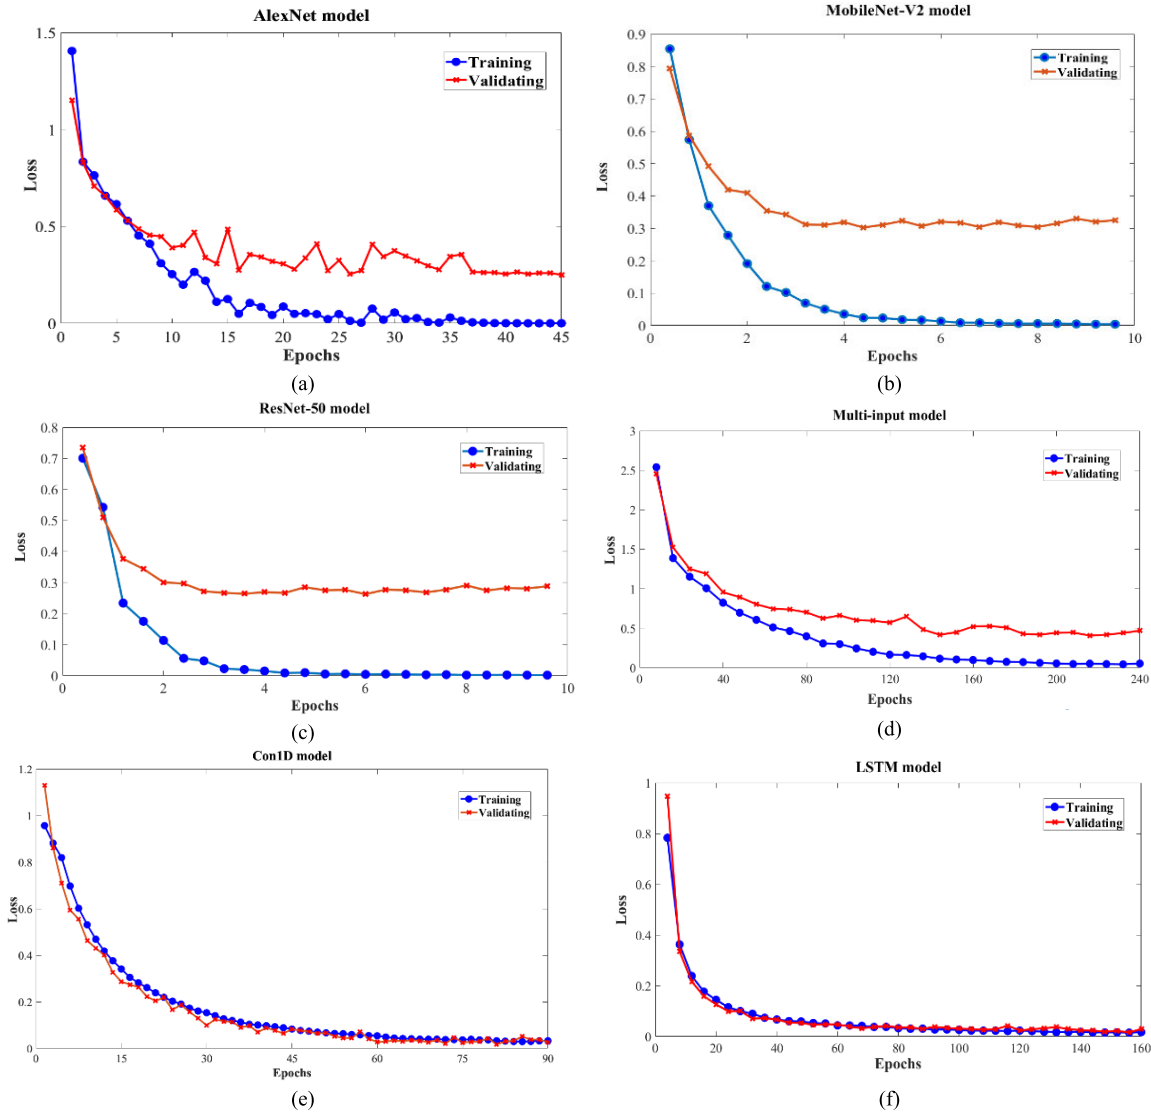 AlexNet model
1.5
1
0.5
0
Loss
Training
Validating
0 5 10 15 20 25 30 35 40 45
Epochs
(a)
MobileNet-V2 model
0.9
0.8
0.7
0.6
0.5
0.4
0.3
0.2
0.1
0
Loss
Training
Validating
0 2 4 6 8 10
Epochs
(b)
ResNet-50 model
0.8
0.7
0.6
0.5
0.4
0.3
0.2
0.1
0
Loss
Training
Validating
0 2 4 6 8 10
Epochs
(c)
Multi-input model
3
2.5
2
1.5
1
0.5
0
Loss
Training
Validating
0 40 80 120 160 200 240
Epochs
(d)
Con1D model
1.2
1
0.8
0.6
0.4
0.2
0
Loss
Training
Validating
0 15 30 45 60 75 90
Epochs
(e)
LSTM model
1
0.8
0.6
0.4
0.2
0
Loss
Training
Validating
0 20 40 60 80 100 120 140 160
Epochs
(f)